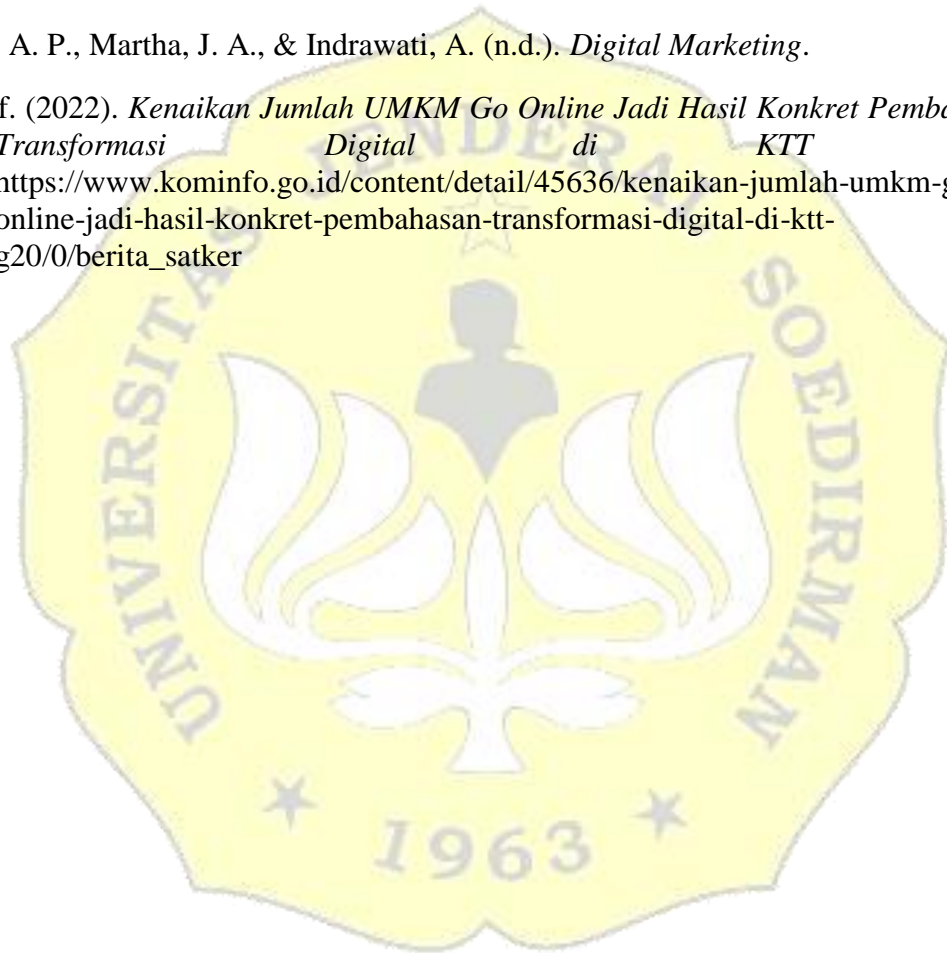 A. P., Martha, J. A., & Indrawati, A. (n.d.). Digital Marketing.
f. (2022). Kenaikan Jumlah UMKM Go Online Jadi Hasil Konkret Pemba
Transformasi Digital di KTT
https://www.kominfo.go.id/content/detail/45636/kenaikan-jumlah-umkm-g
online-jadi-hasil-konkret-pembahasan-transformasi-digital-di-ktt-
g20/0/berita_satker
UNIVERSITAS JENDERAL SOEDIRMAN
1963